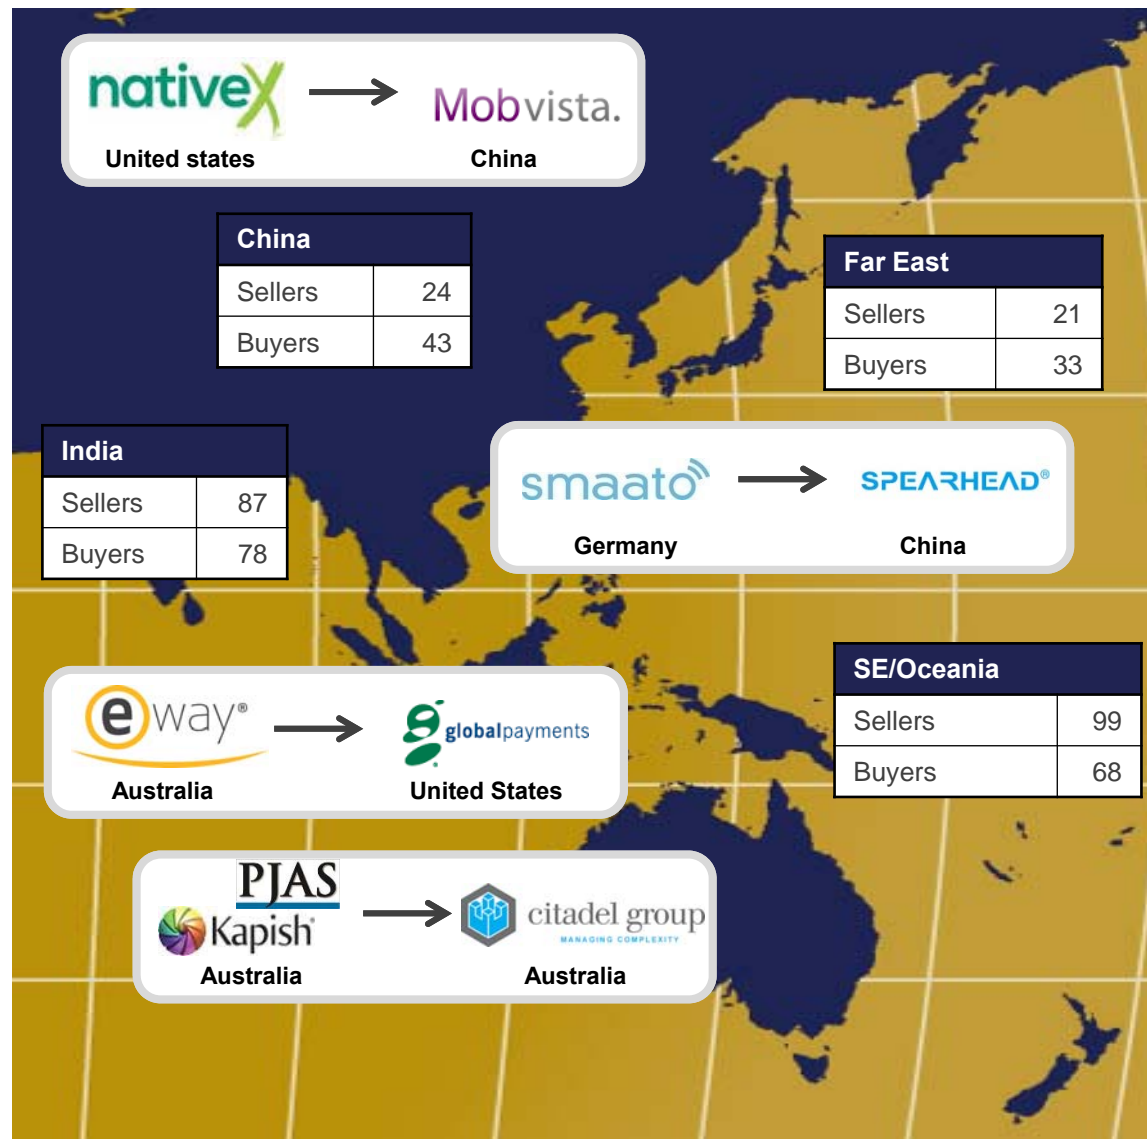 nativeX
Mobvista.
United states
China
China
Sellers 24
Buyers 43
Far East
Sellers 21
Buyers 33
India
Sellers 87
Buyers 78
smaato
SPEARHEAD®
Germany
China
SE/Oceania
Sellers 99
Buyers 68
eway®
globalpayments
Australia
United States
PJAS
Kapish®
citadel group
MANAGING COMPLEXITY
Australia
Australia